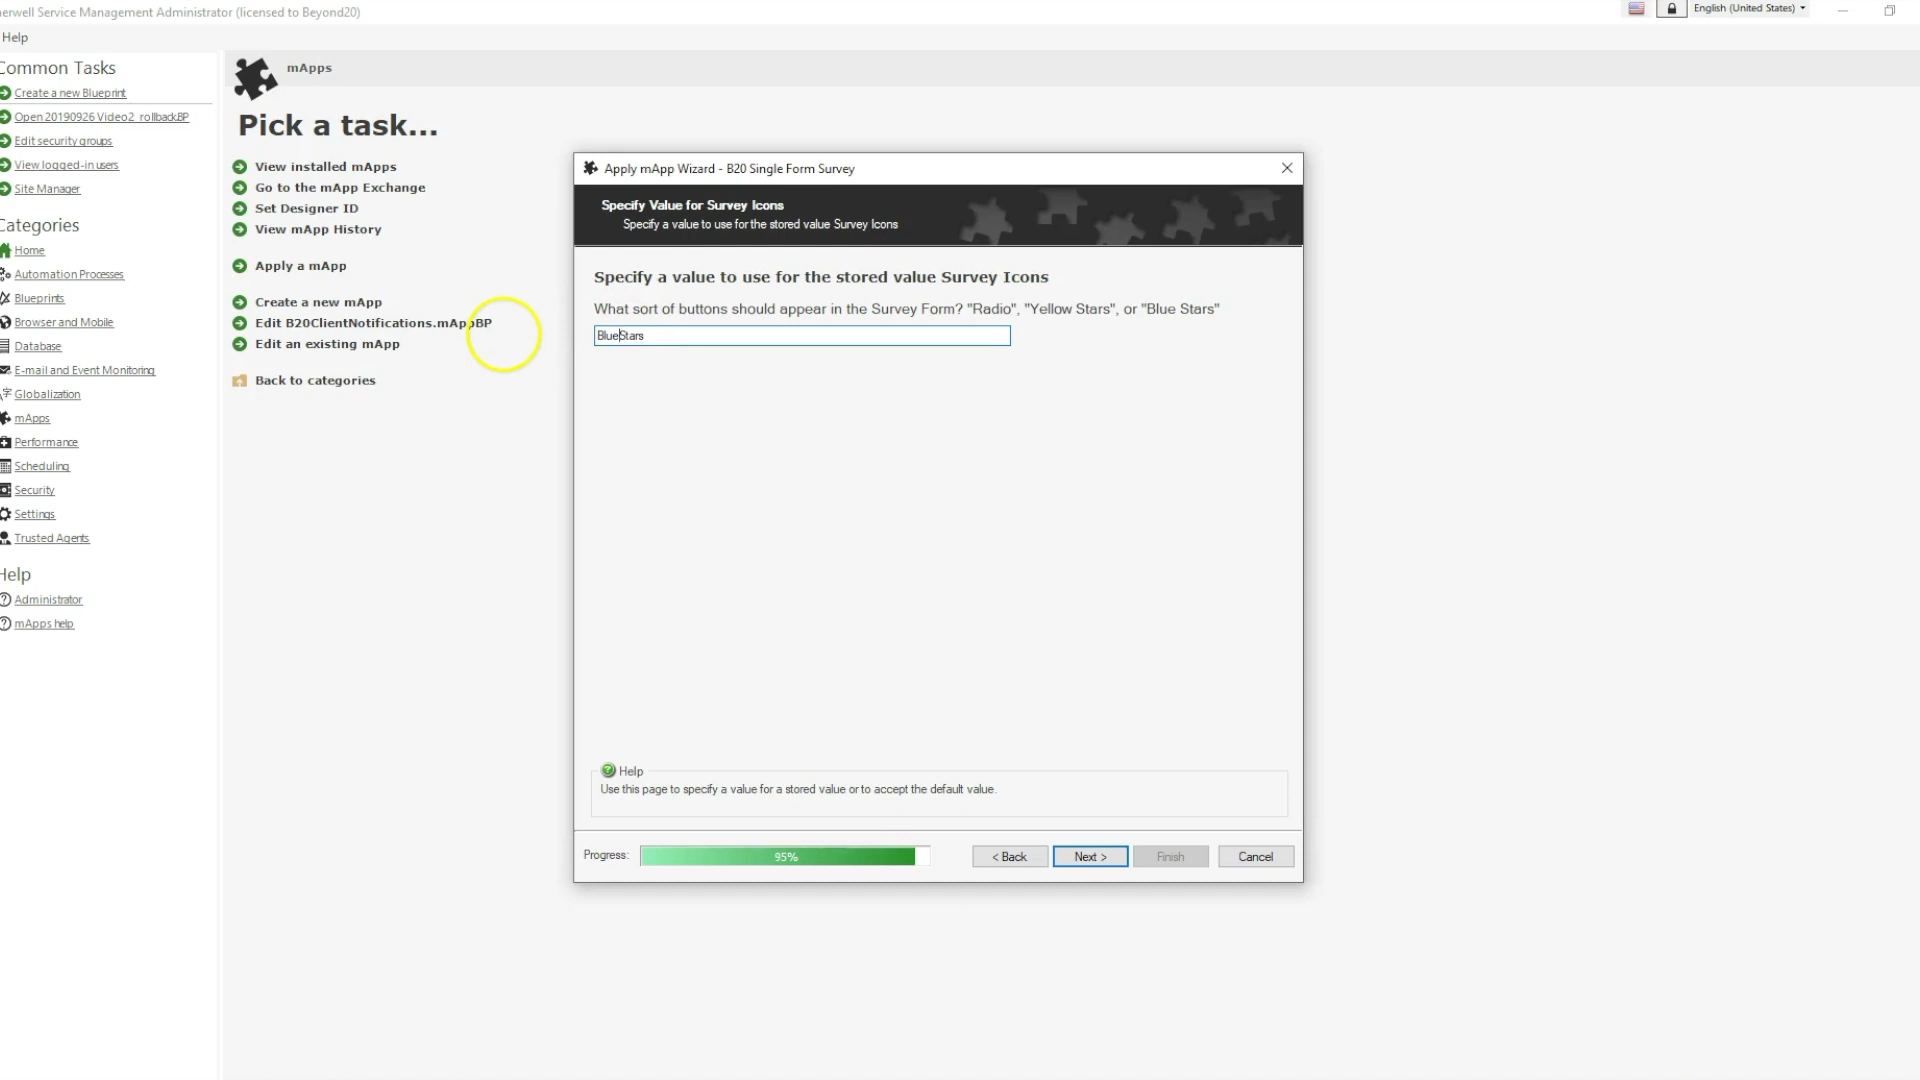 erwell Service Management Administrator (licensed to Beyond20)
English (United States)
Help
Common Tasks
Create a new Blueprint
Open 20190926 Video2_rollback.BP
Edit security groups
View logged-in users
Site Manager
Categories
Home
Automation Processes
Blueprints
Browser and Mobile
Database
E-mail and Event Monitoring
Globalization
mApps
Performance
Scheduling
Security
Settings
Trusted Agents
Help
Administrator
mApps help
mApps
Pick a task...
View installed mApps
Go to the mApp Exchange
Set Designer ID
View mApp History
Apply a mApp
Create a new mApp
Edit B20ClientNotifications.mAppBP
Edit an existing mApp
Back to categories
Apply mApp Wizard - B20 Single Form Survey
Specify Value for Survey Icons
Specify a value to use for the stored value Survey Icons
Specify a value to use for the stored value Survey Icons
What sort of buttons should appear in the Survey Form? "Radio", "Yellow Stars", or "Blue Stars"
Blue Stars
Help
Use this page to specify a value for a stored value or to accept the default value.
Progress: 95% < Back Next > Finish Cancel